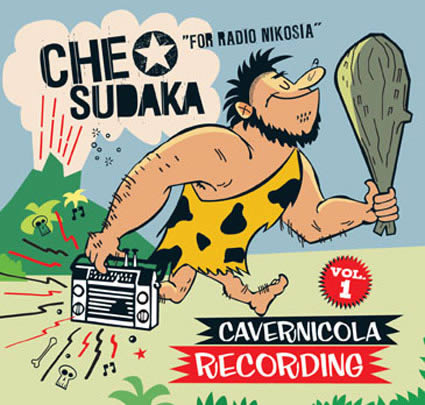 CHE
"FOR RADIO NIKOSIA"
SUDAKA
VOL.
1
CAVERNICOLA
RECORDING